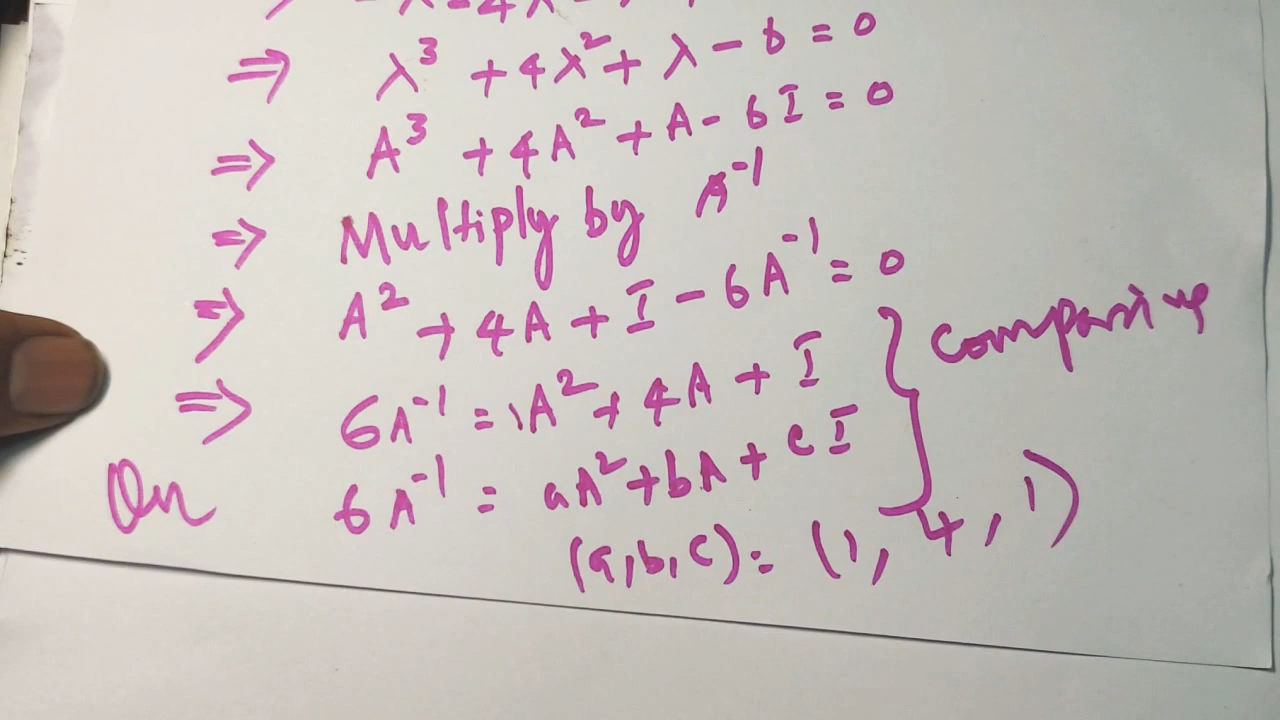 ⇒ λ³ + 4λ² + λ - 6 = 0
⇒ A³ + 4A² + A - 6I = 0
⇒ Multiply by A⁻¹
⇒ A² + 4A + I - 6A⁻¹ = 0
⇒ 6A⁻¹ = 1A² + 4A + I
On 6A⁻¹ = aA² + bA + cI } Comparing
(a,b,c) = (1, 4, 1)